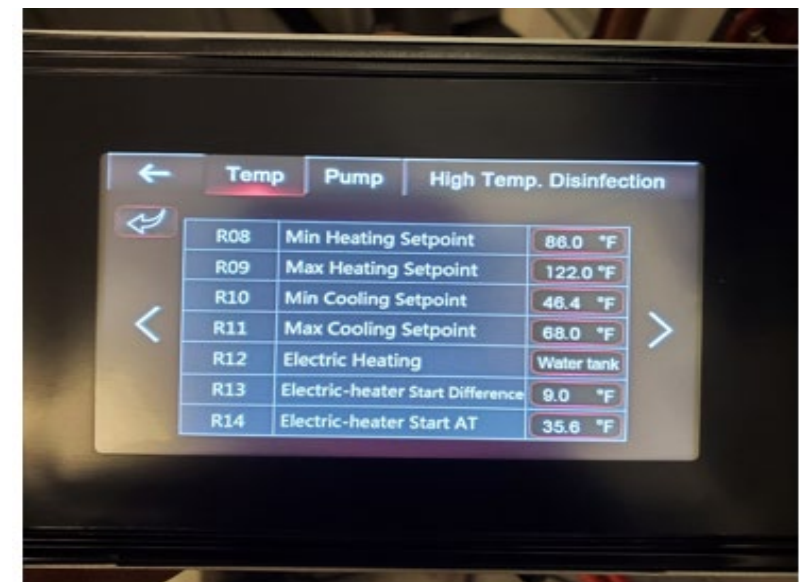 Temp Pump High Temp. Disinfection
R08 Min Heating Setpoint 86.0 °F
R09 Max Heating Setpoint 122.0 °F
R10 Min Cooling Setpoint 46.4 °F
R11 Max Cooling Setpoint 68.0 °F
R12 Electric Heating Water tank
R13 Electric-heater Start Difference 9.0 °F
R14 Electric-heater Start AT 35.6 °F